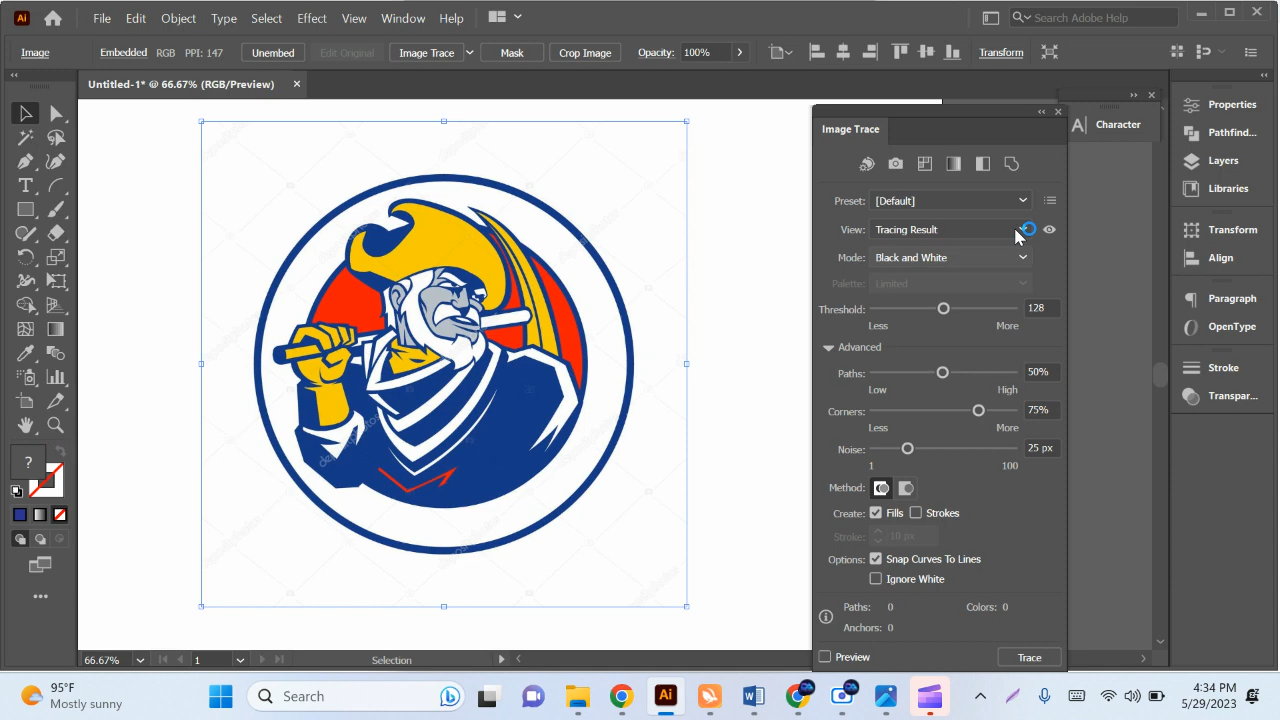 Ai File Edit Object Type Select Effect View Window Help Search Adobe Help
Image Embedded RGB PPI: 147 Unembed Edit Original Image Trace Mask Crop Image Opacity: 100% Transform
Untitled-1* @ 66.67% (RGB/Preview)
Image Trace
Preset: [Default]
View: Tracing Result
Mode: Black and White
Palette: Limited
Threshold: 128
Less More
Advanced
Paths: 50%
Low High
Corners: 75%
Less More
Noise: 25 px
1 100
Method:
Create: Fills Strokes
Stroke: 10 px
Options: Snap Curves To Lines
Ignore White
Paths: 0 Colors: 0
Anchors: 0
Preview Trace
A Character
Properties
Pathfind...
Layers
Libraries
Transform
Align
Paragraph
OpenType
Stroke
Transpar...
?
66.67% 1 Selection
95°F
Mostly sunny
Search
Ai
4:34 PM
5/29/2023